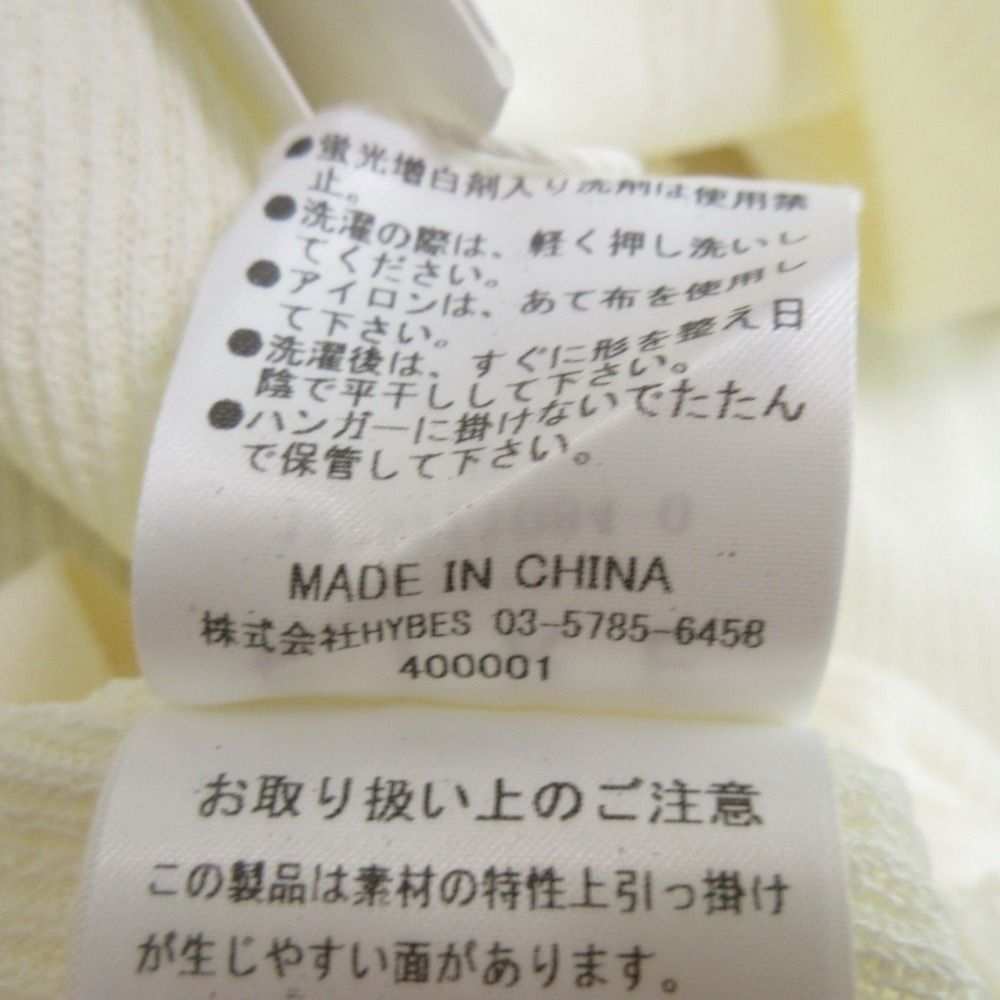 ●蛍光増白剤入り洗剤は使用禁
止。
●洗濯の際は、軽く押し洗いし
てください。
●アイロンは、あて布を使用し
て下さい。
●洗濯後は、すぐに形を整え日
陰で平干しして下さい。
●ハンガーに掛けないでたたん
で保管して下さい。
MADE IN CHINA
株式会社HYBES 03-5785-6458
400001
お取り扱い上のご注意
この製品は素材の特性上引っ掛け
が生じやすい面があります。